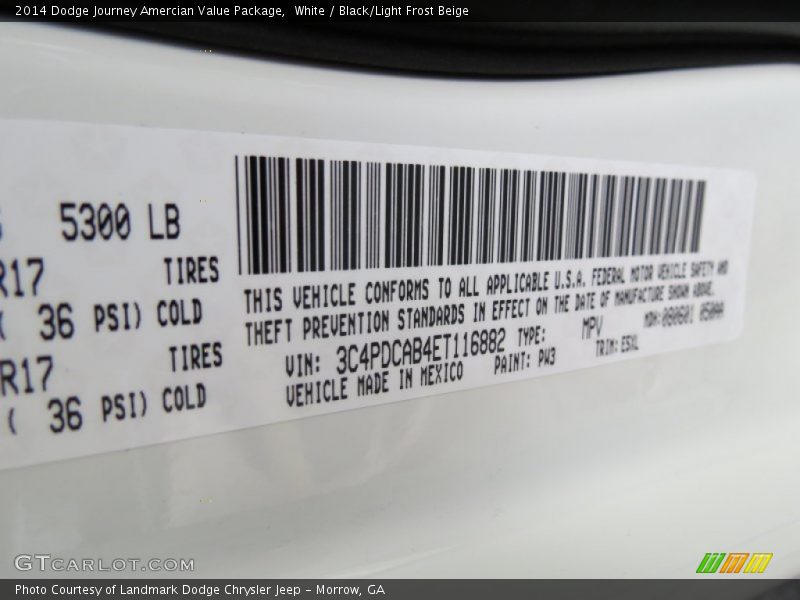 2014 Dodge Journey Amercian Value Package,  White / Black/Light Frost Beige
5300 LB
R17 TIRES
( 36 PSI) COLD
R17 TIRES
( 36 PSI) COLD
THIS VEHICLE CONFORMS TO ALL APPLICABLE U.S.A. FEDERAL MOTOR VEHICLE SAFETY AND
THEFT PREVENTION STANDARDS IN EFFECT ON THE DATE OF MANUFACTURE SHOWN ABOVE.
VIN: 3C4PDCAB4ET116882 TYPE: MPV MDH:080601 050AA
VEHICLE MADE IN MEXICO PAINT: PW3 TRIM: E5XL
GTCARLOT.COM
Photo Courtesy of Landmark Dodge Chrysler Jeep - Morrow, GA